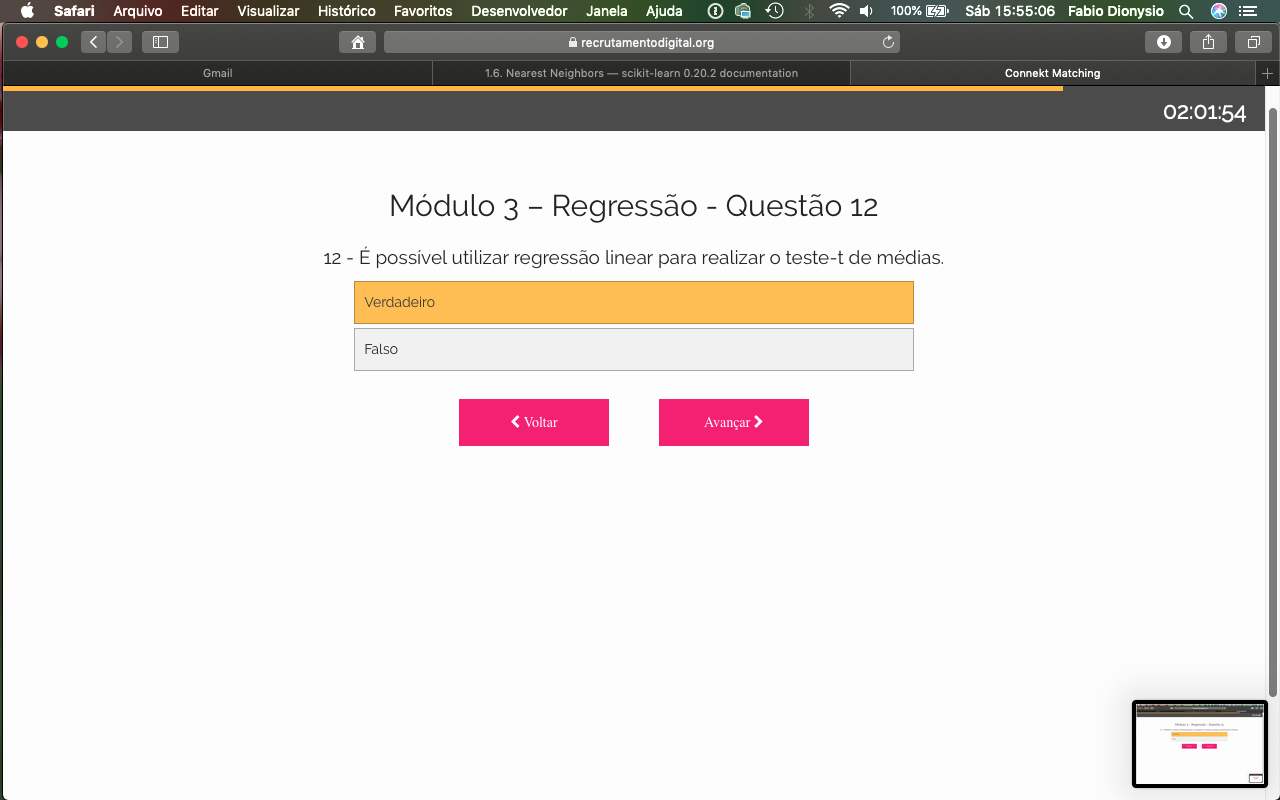 Safari Arquivo Editar Visualizar Histórico Favoritos Desenvolvedor Janela Ajuda 100% Sáb 15:55:06 Fabio Dionysio
recrutamentodigital.org
Gmail 1.6. Nearest Neighbors — scikit-learn 0.20.2 documentation Connekt Matching
02:01:54
Módulo 3 – Regressão - Questão 12
12 - É possível utilizar regressão linear para realizar o teste-t de médias.
Verdadeiro
Falso
Voltar Avançar